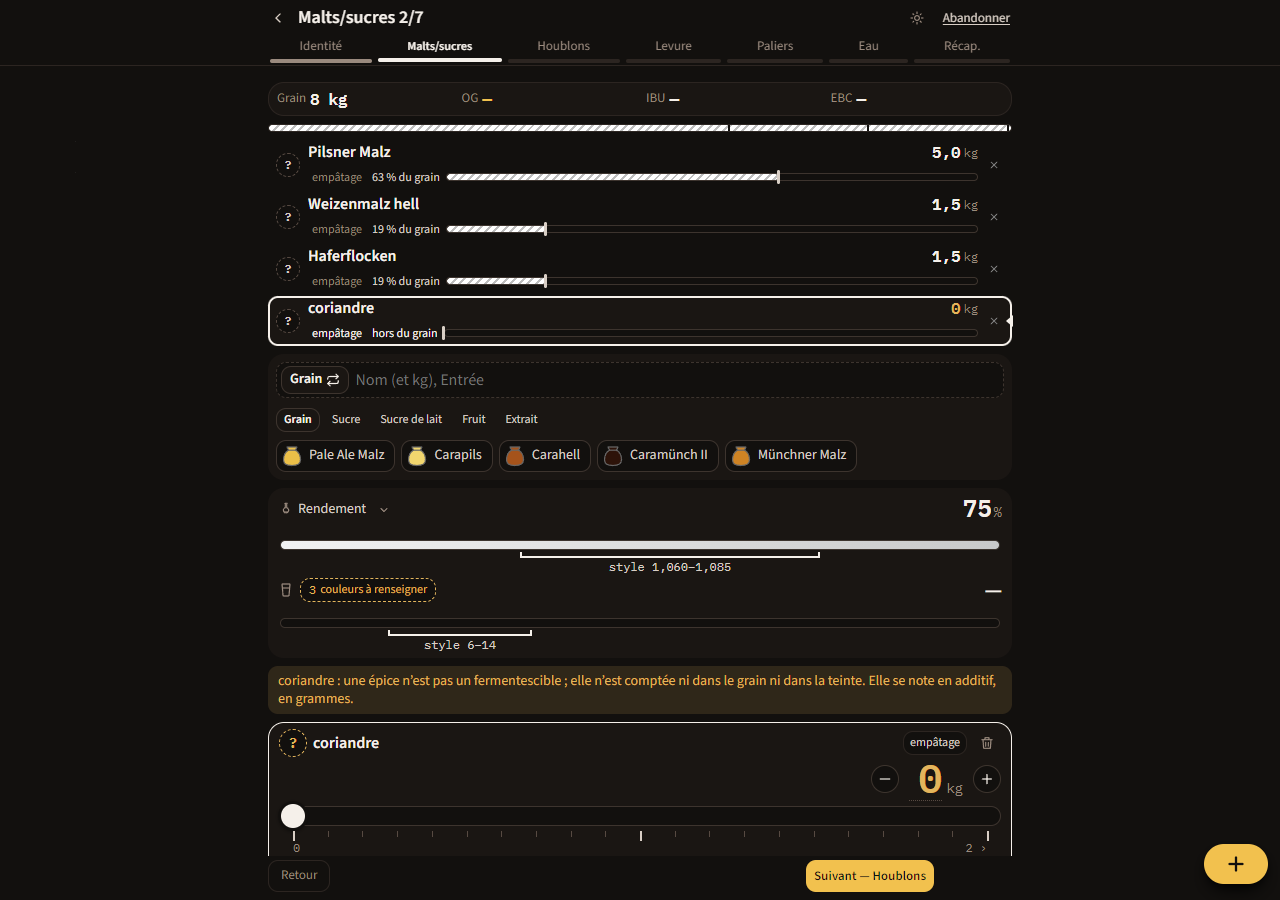 Malts/sucres 2/7
Abandonner
Identité Malts/sucres Houblons Levure Paliers Eau Récap.
Grain 8 kg OG — IBU — EBC —
? Pilsner Malz 5,0 kg ×
empâtage 63 % du grain
? Weizenmalz hell 1,5 kg ×
empâtage 19 % du grain
? Haferflocken 1,5 kg ×
empâtage 19 % du grain
? coriandre 0 kg ×
empâtage hors du grain
Grain Nom (et kg), Entrée
Grain Sucre Sucre de lait Fruit Extrait
Pale Ale Malz Carapils Carahell Caramünch II Münchner Malz
Rendement 75%
style 1,060–1,085
3 couleurs à renseigner —
style 6–14
coriandre : une épice n’est pas un fermentescible ; elle n’est comptée ni dans le grain ni dans la teinte. Elle se note en additif,
en grammes.
? coriandre empâtage
− 0 kg +
0 2 ›
Retour Suivant — Houblons +